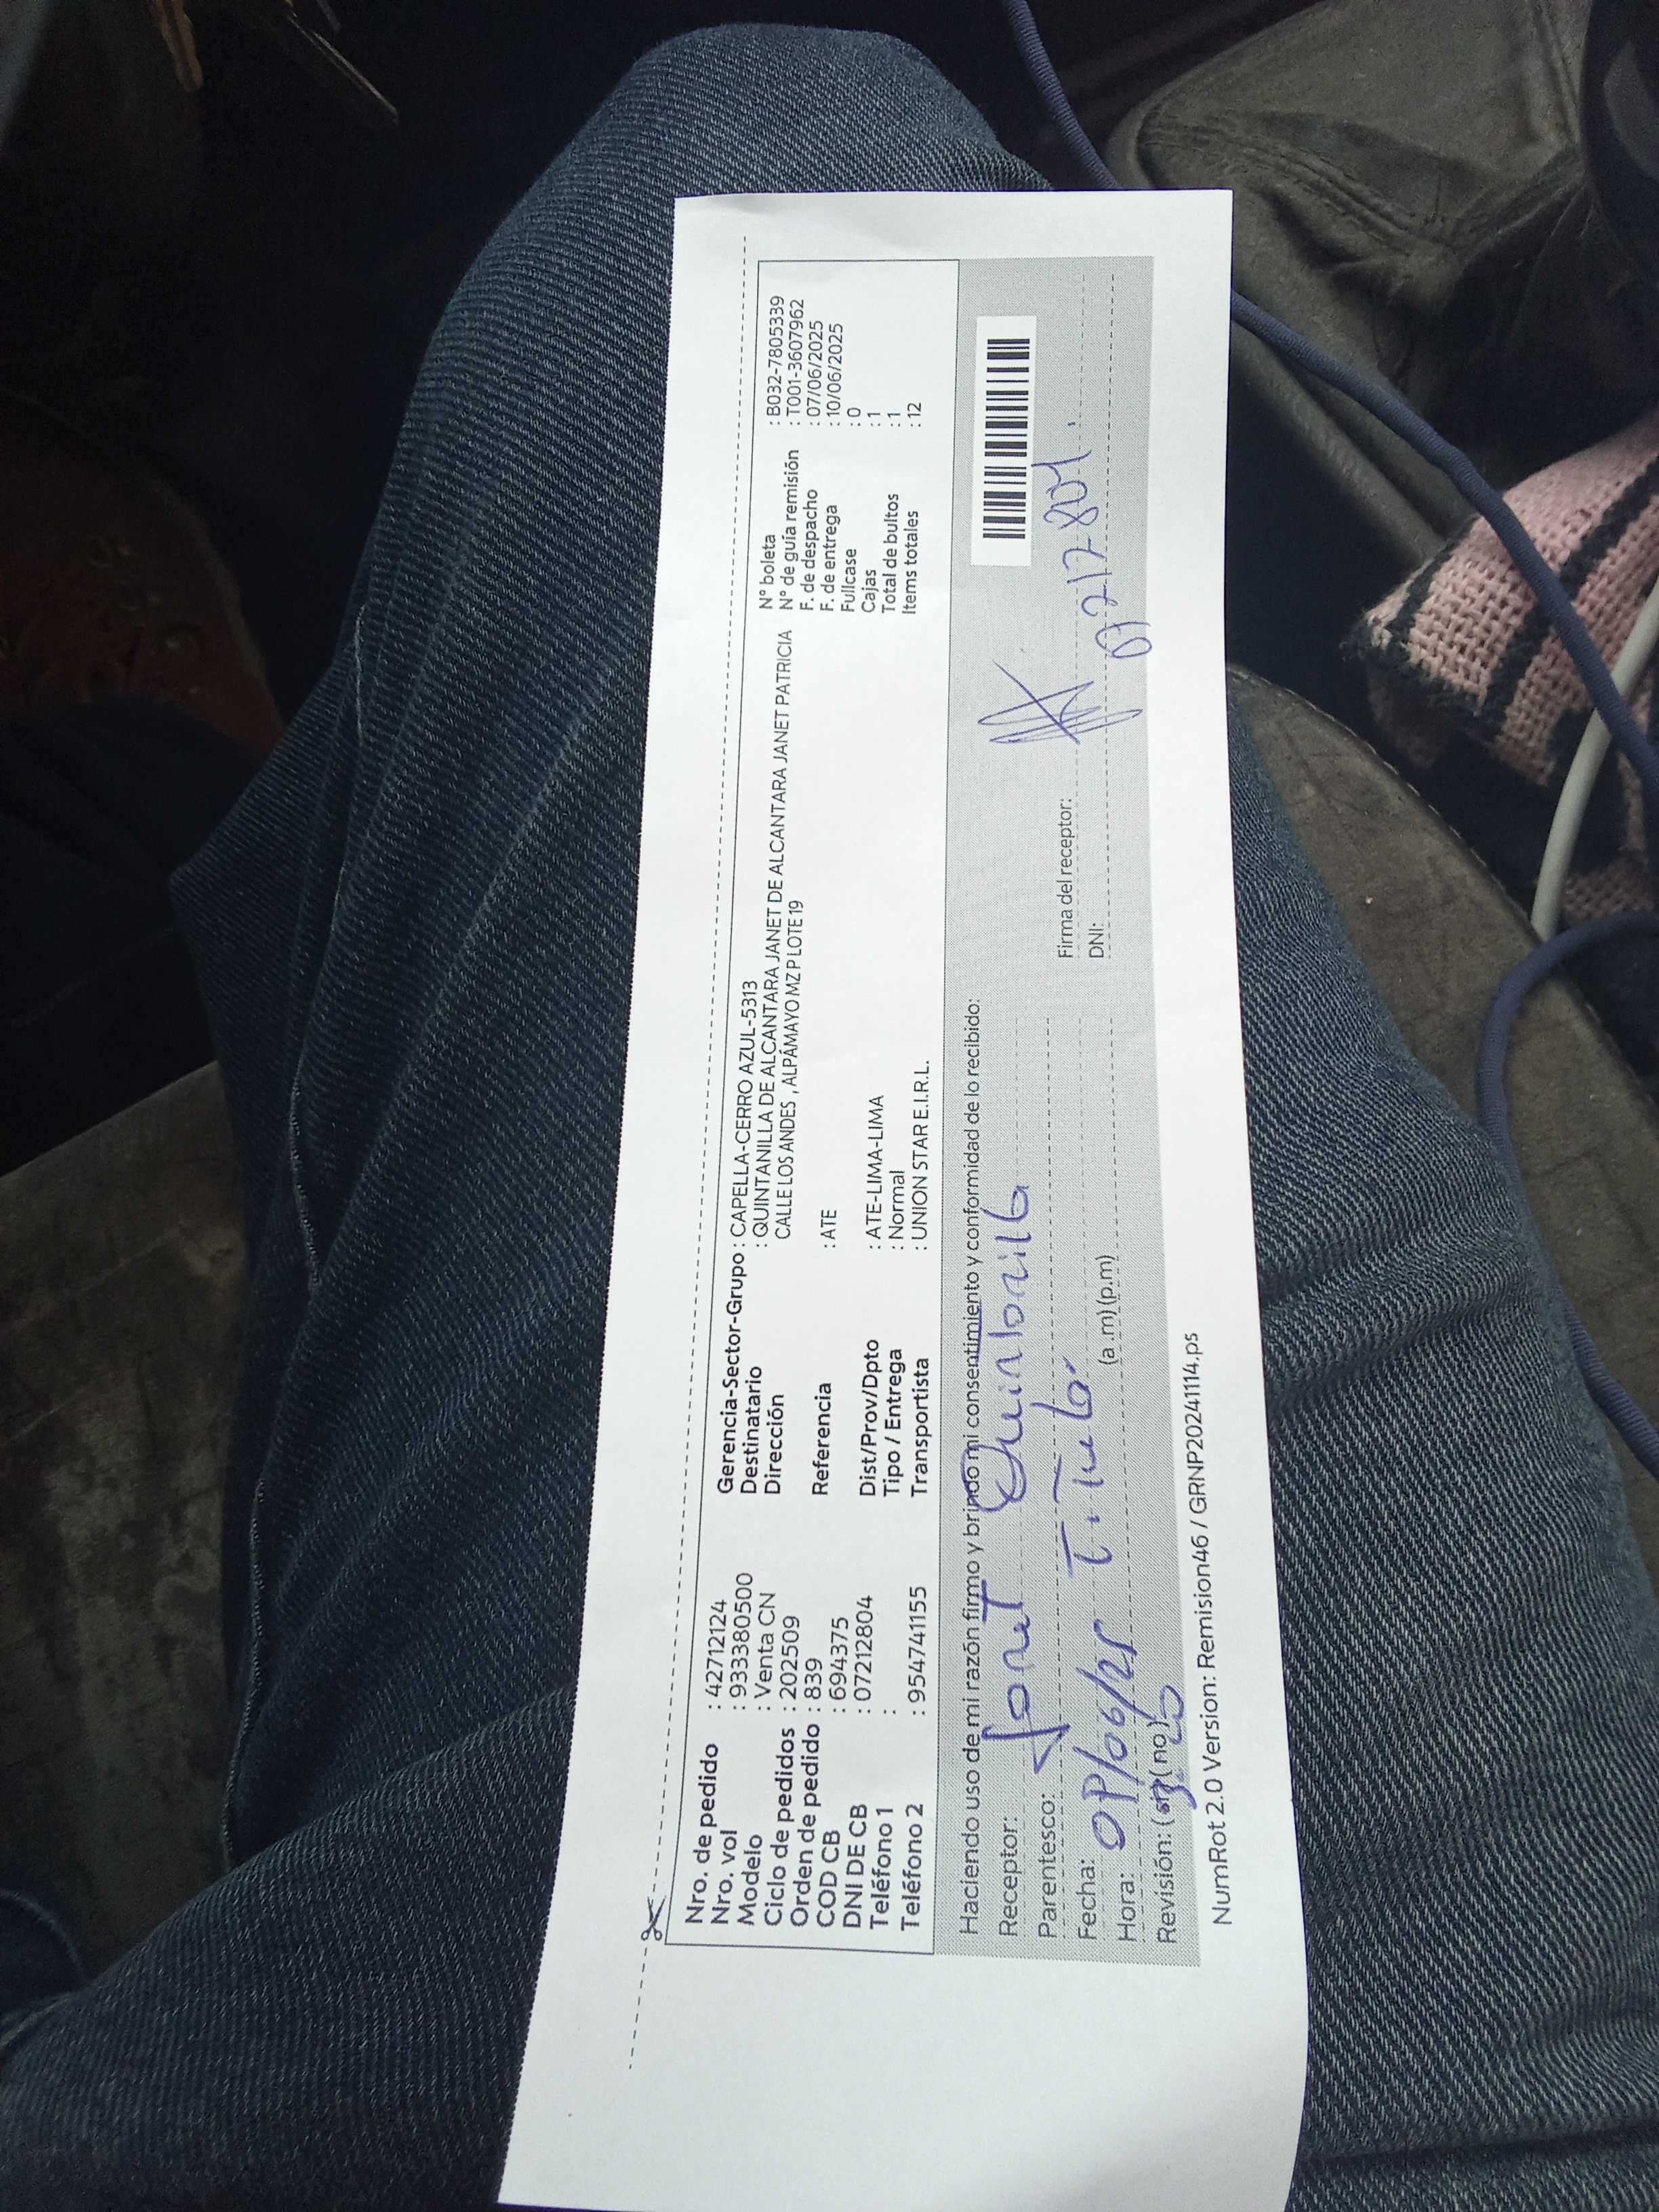 Nro. de pedido : 42712124
Nro. vol : 933380500
Modelo : Venta CN
Ciclo de pedidos : 202509
Orden de pedido : 839
COD CB : 694375
DNI DE CB : 07212804
Teléfono 1 :
Teléfono 2 : 954741155
Gerencia-Sector-Grupo : CAPELLA-CERRO AZUL-5313
Destinatario : QUINTANILLA DE ALCANTARA JANET DE ALCANTARA JANET PATRICIA
Dirección CALLE LOS ANDES , ALPÁMAYO MZ P LOTE 19
Referencia : ATE
Dist/Prov/Dpto : ATE-LIMA-LIMA
Tipo / Entrega : Normal
Transportista : UNION STAR E.I.R.L.
N° boleta : B032-7805339
N° de guía remisión : T001-3607962
F. de despacho : 07/06/2025
F. de entrega : 10/06/2025
Fullcase : 0
Cajas : 1
Total de bultos : 1
Items totales : 12
Haciendo uso de mi razón firmo y brindo mi consentimiento y conformidad de lo recibido:
Receptor: Janet
Parentesco: Titular
Fecha: /06/25
Hora: (a .m) (p.m)
Revisión: (si) (no)
Firma del receptor:
DNI:
NumRot 2.0 Version: Remision46 / GRNP20241114.ps